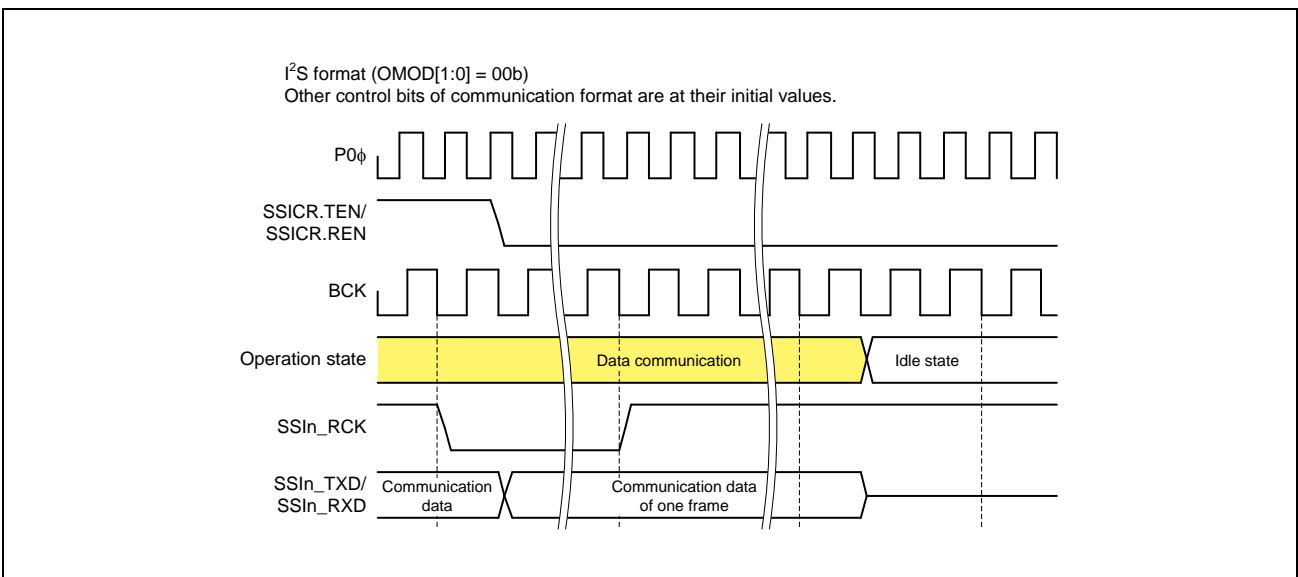 I²S format (OMOD[1:0] = 00b)
Other control bits of communication format are at their initial values.
P0ϕ
SSICR.TEN/
SSICR.REN
BCK
Operation state
Data communication
Idle state
SSIn_RCK
SSIn_TXD/
SSIn_RXD
Communication
data
Communication data
of one frame